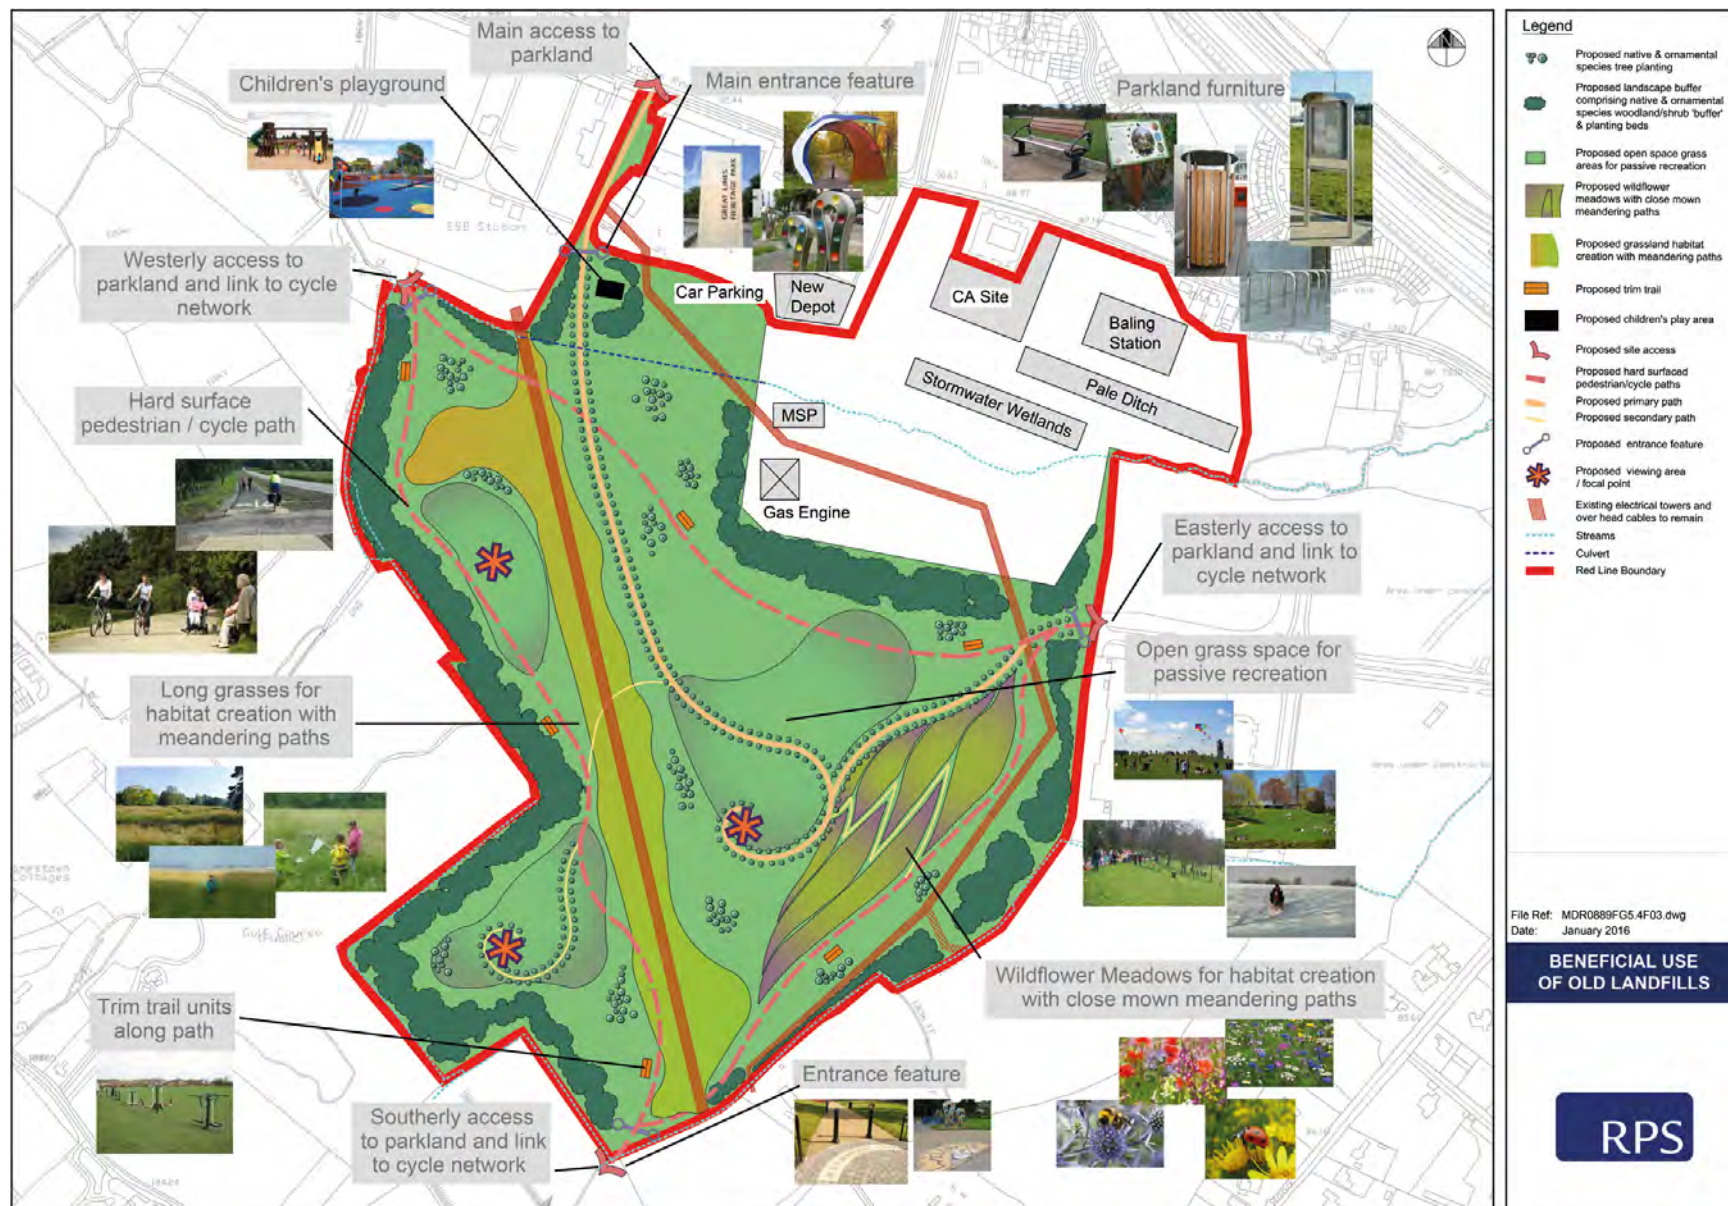 Main access to
parkland
Children's playground
Main entrance feature
Parkland furniture
GREAT LINES
HERITAGE PARK
ESB Station
Westerly access to
parkland and link to cycle
network
Car Parking
New
Depot
CA Site
Baling
Station
Pale Ditch
Stormwater Wetlands
MSP
Gas Engine
Hard surface
pedestrian / cycle path
Easterly access to
parkland and link to
cycle network
Open grass space for
passive recreation
Long grasses for
habitat creation with
meandering paths
Golf Course
(Public)
Wildflower Meadows for habitat creation
with close mown meandering paths
Trim trail units
along path
Entrance feature
Southerly access
to parkland and link
to cycle network
N
Legend
Proposed native & ornamental
species tree planting
Proposed landscape buffer
comprising native & ornamental
species woodland/shrub 'buffer'
& planting beds
Proposed open space grass
areas for passive recreation
Proposed wildflower
meadows with close mown
meandering paths
Proposed grassland habitat
creation with meandering paths
Proposed trim trail
Proposed children's play area
Proposed site access
Proposed hard surfaced
pedestrian/cycle paths
Proposed primary path
Proposed secondary path
Proposed entrance feature
Proposed viewing area
/ focal point
Existing electrical towers and
over head cables to remain
Streams
Culvert
Red Line Boundary
File Ref: MDR0889FG5.4F03.dwg
Date: January 2016
BENEFICIAL USE
OF OLD LANDFILLS
RPS